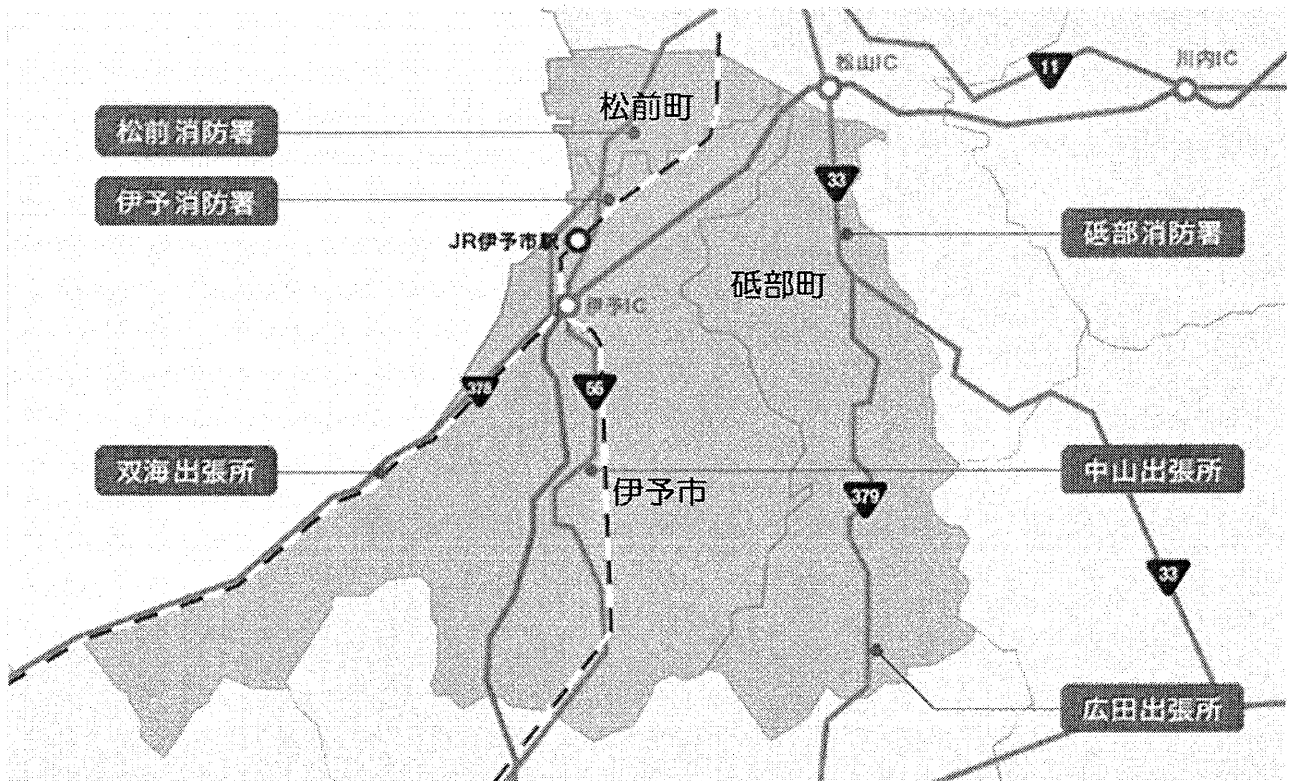 松山IC
11
川内IC
松前町
松前消防署
33
伊予消防署
砥部消防署
JR伊予市駅
砥部町
伊予IC
378
56
双海出張所
中山出張所
伊予市
379
33
広田出張所